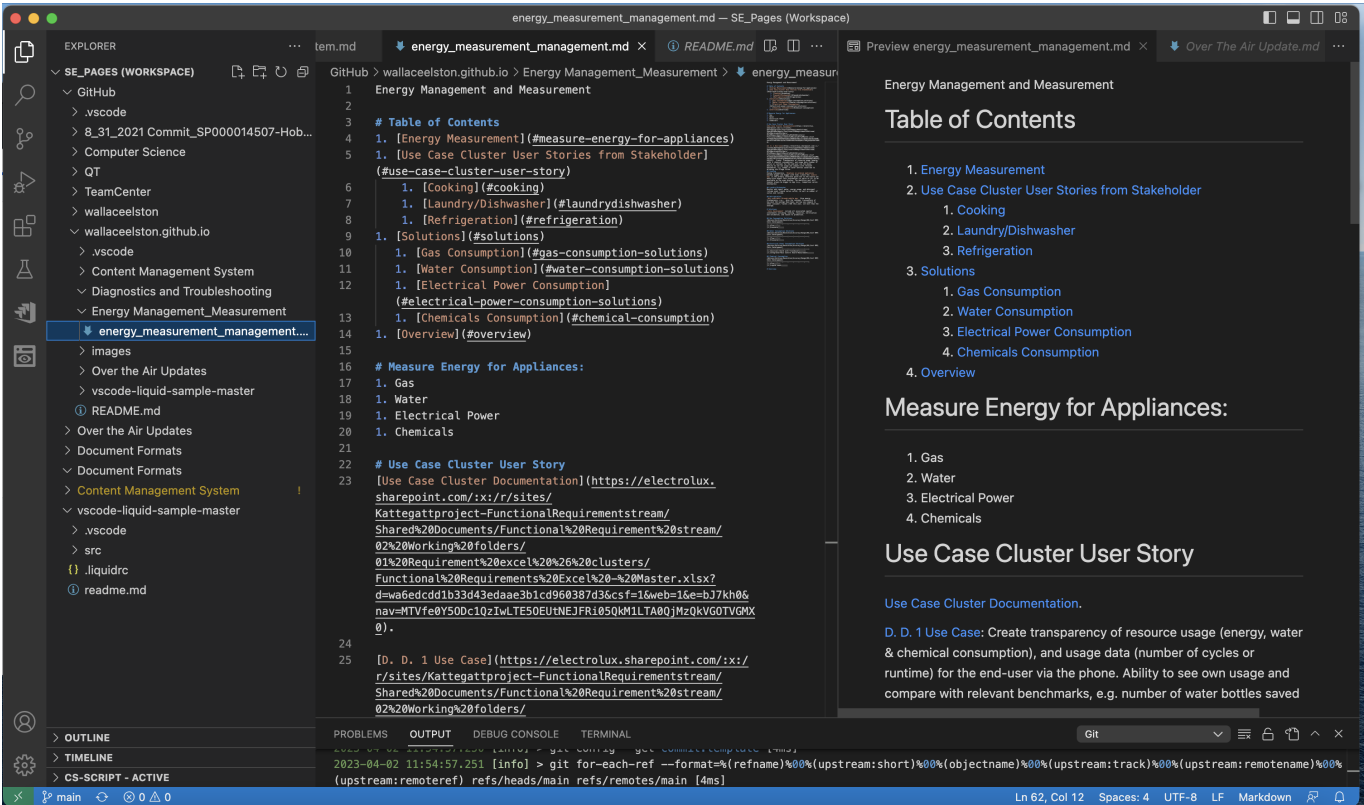 energy_measurement_management.md — SE_Pages (Workspace)
EXPLORER
SE_PAGES (WORKSPACE)
GitHub
.vscode
8_31_2021 Commit_SP000014507-Hob...
Computer Science
QT
TeamCenter
wallaceelston
wallaceelston.github.io
.vscode
Content Management System
Diagnostics and Troubleshooting
Energy Management_Measurement
energy_measurement_management....
images
Over the Air Updates
vscode-liquid-sample-master
README.md
Over the Air Updates
Document Formats
Document Formats
Content Management System !
vscode-liquid-sample-master
.vscode
src
{} .liquidrc
readme.md
OUTLINE
TIMELINE
CS-SCRIPT - ACTIVE
tem.md energy_measurement_management.md README.md
GitHub > wallaceelston.github.io > Energy Management_Measurement > energy_measur
1 Energy Management and Measurement
2
3 # Table of Contents
4 1. [Energy Measurement](#measure-energy-for-appliances)
5 1. [Use Case Cluster User Stories from Stakeholder]
(#use-case-cluster-user-story)
6 1. [Cooking](#cooking)
7 1. [Laundry/Dishwasher](#laundrydishwasher)
8 1. [Refrigeration](#refrigeration)
9 1. [Solutions](#solutions)
10 1. [Gas Consumption](#gas-consumption-solutions)
11 1. [Water Consumption](#water-consumption-solutions)
12 1. [Electrical Power Consumption]
(#electrical-power-consumption-solutions)
13 1. [Chemicals Consumption](#chemical-consumption)
14 1. [Overview](#overview)
15
16 # Measure Energy for Appliances:
17 1. Gas
18 1. Water
19 1. Electrical Power
20 1. Chemicals
21
22 # Use Case Cluster User Story
23 [Use Case Cluster Documentation](https://electrolux.
sharepoint.com/:x:/r/sites/
Kattegattproject-FunctionalRequirementstream/
Shared%20Documents/Functional%20Requirement%20stream/
02%20Working%20folders/
01%20Requirement%20excel%20%26%20clusters/
Functional%20Requirements%20Excel%20-%20Master.xlsx?
d=wa6edcdd1b33d43edaae3b1cd960387d3&csf=1&web=1&e=bJ7kh0&
nav=MTVfe0Y5ODc1QzIwLTE5OEUtNEJFRi05QkM1LTA0QjMzQkVGOTVGMX
0).
24
25 [D. D. 1 Use Case](https://electrolux.sharepoint.com/:x:/
r/sites/Kattegattproject-FunctionalRequirementstream/
Shared%20Documents/Functional%20Requirement%20stream/
02%20Working%20folders/
Preview energy_measurement_management.md Over The Air Update.md
Energy Management and Measurement
Table of Contents
1. Energy Measurement
2. Use Case Cluster User Stories from Stakeholder
1. Cooking
2. Laundry/Dishwasher
3. Refrigeration
3. Solutions
1. Gas Consumption
2. Water Consumption
3. Electrical Power Consumption
4. Chemicals Consumption
4. Overview
Measure Energy for Appliances:
1. Gas
2. Water
3. Electrical Power
4. Chemicals
Use Case Cluster User Story
Use Case Cluster Documentation.
D. D. 1 Use Case: Create transparency of resource usage (energy, water
& chemical consumption), and usage data (number of cycles or
runtime) for the end-user via the phone. Ability to see own usage and
compare with relevant benchmarks, e.g. number of water bottles saved
PROBLEMS OUTPUT DEBUG CONSOLE TERMINAL Git
2023-04-02 11:54:57.250 [info] > git config --get commit.template [4ms]
2023-04-02 11:54:57.251 [info] > git for-each-ref --format=%(refname)%00%(upstream:short)%00%(objectname)%00%(upstream:track)%00%(upstream:remotename)%00%
(upstream:remoteref) refs/heads/main refs/remotes/main [4ms]
main 0 0 Ln 62, Col 12 Spaces: 4 UTF-8 LF Markdown